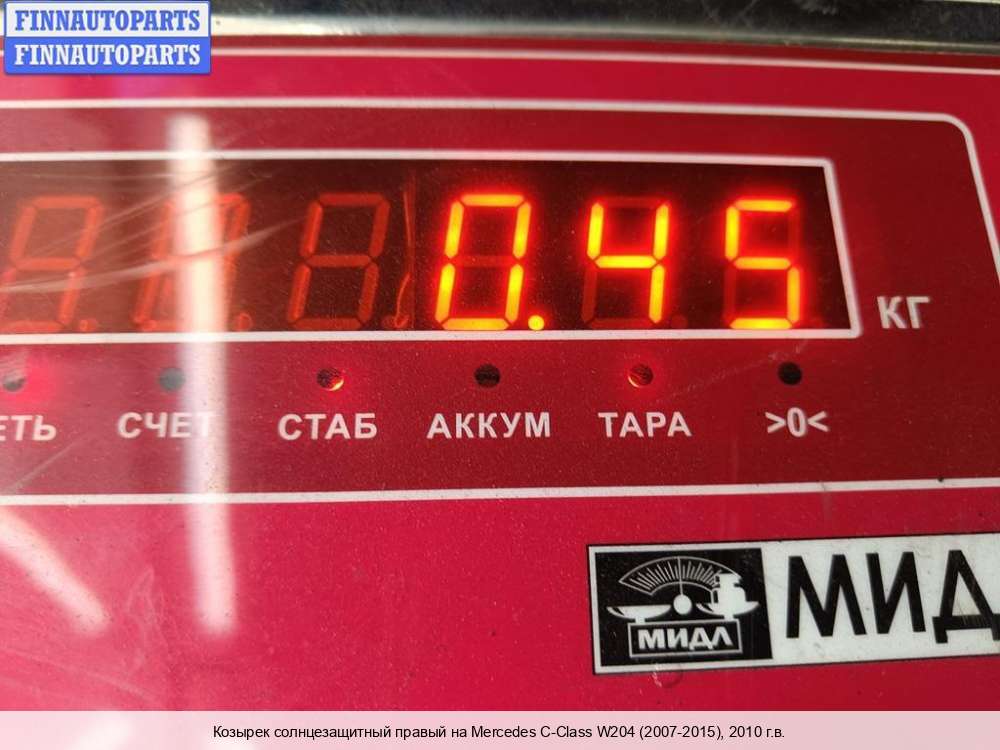 FINNAUTOPARTS
FINNAUTOPARTS
0.45 КГ
ЕТЬ СЧЕТ СТАБ АККУМ ТАРА >0<
МИДЛ МИД
Козырек солнцезащитный правый на Mercedes C-Class W204 (2007-2015), 2010 г.в.